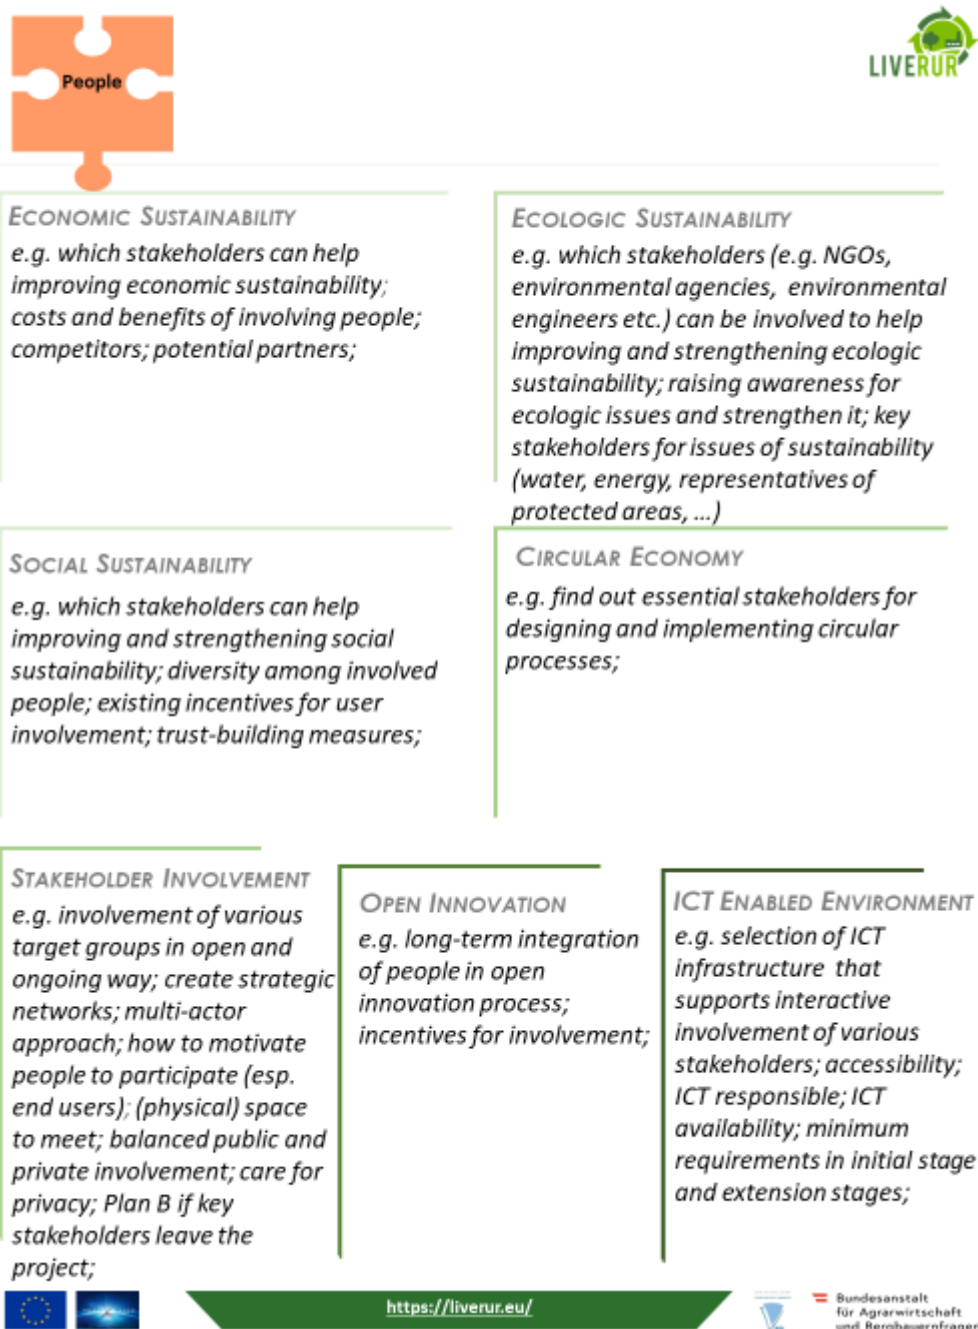 People
LIVERUR
ECONOMIC SUSTAINABILITY
e.g. which stakeholders can help
improving economic sustainability;
costs and benefits of involving people;
competitors; potential partners;
ECOLOGIC SUSTAINABILITY
e.g. which stakeholders (e.g. NGOs,
environmental agencies, environmental
engineers etc.) can be involved to help
improving and strengthening ecologic
sustainability; raising awareness for
ecologic issues and strengthen it; key
stakeholders for issues of sustainability
(water, energy, representatives of
protected areas, ...)
SOCIAL SUSTAINABILITY
e.g. which stakeholders can help
improving and strengthening social
sustainability; diversity among involved
people; existing incentives for user
involvement; trust-building measures;
CIRCULAR ECONOMY
e.g. find out essential stakeholders for
designing and implementing circular
processes;
STAKEHOLDER INVOLVEMENT
e.g. involvement of various
target groups in open and
ongoing way; create strategic
networks; multi-actor
approach; how to motivate
people to participate (esp.
end users); (physical) space
to meet; balanced public and
private involvement; care for
privacy; Plan B if key
stakeholders leave the
project;
OPEN INNOVATION
e.g. long-term integration
of people in open
innovation process;
incentives for involvement;
ICT ENABLED ENVIRONMENT
e.g. selection of ICT
infrastructure that
supports interactive
involvement of various
stakeholders; accessibility;
ICT responsible; ICT
availability; minimum
requirements in initial stage
and extension stages;
https://liverur.eu/
Bundesanstalt
für Agrarwirtschaft
und Bergbauernfragen